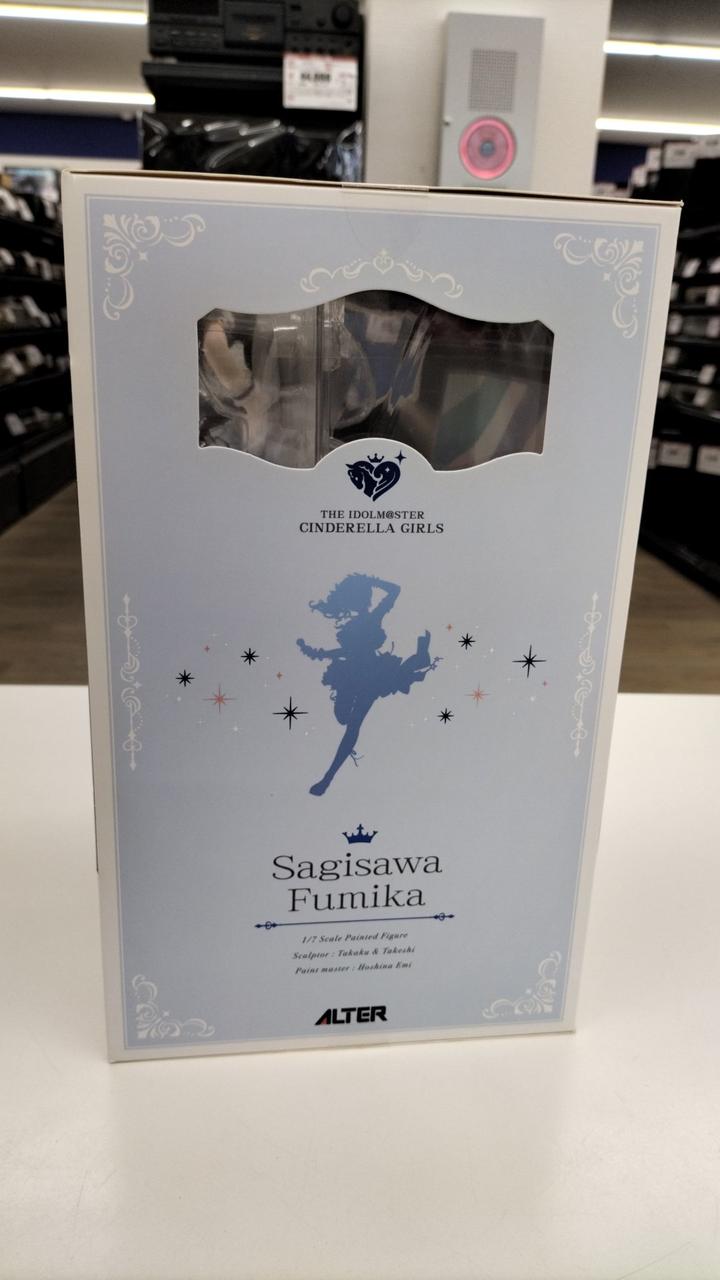 THE IDOLM@STER
CINDERELLA GIRLS
Sagisawa
Fumika
1/7 Scale Painted Figure
Sculptor : Takaku & Takeshi
Paint master : Hoshina Emi
ALTER